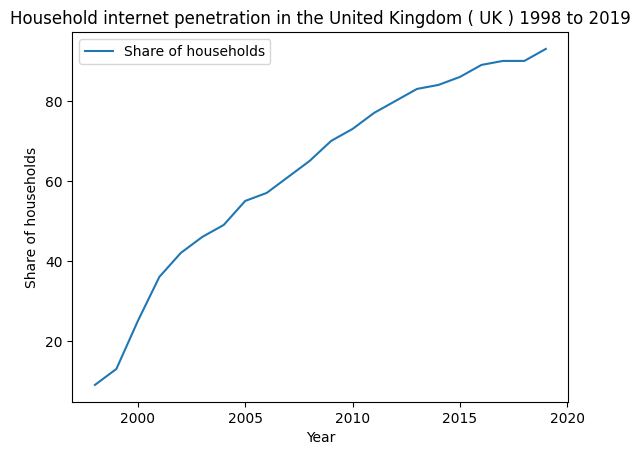 Household internet penetration in the United Kingdom ( UK ) 1998 to 2019
Share of households
Share of households
80
60
40
20
2000 2005 2010 2015 2020
Year